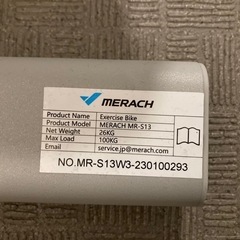 MERACH
Product Name Exercise Bike
Product Model MERACH MR-S13
Net Weight 26KG
Max Load 100KG
Email service.jp@merach.com
NO.MR-S13W3-230100293